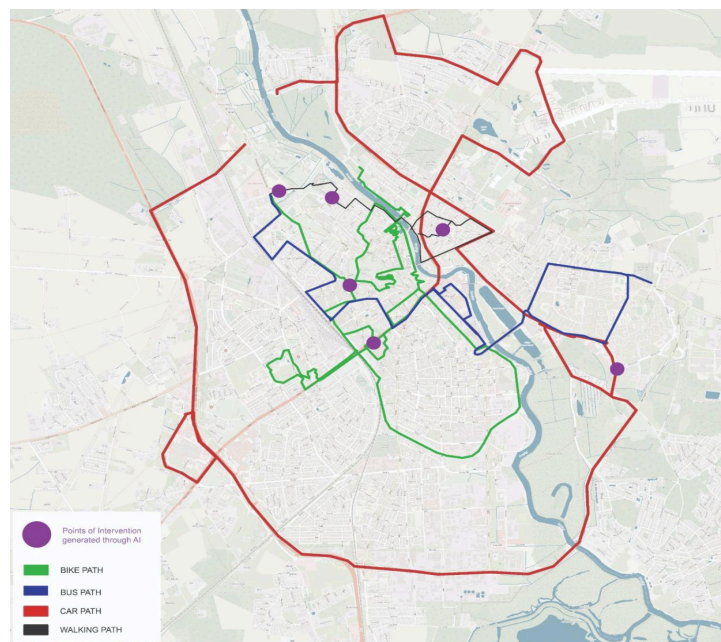 Points of Intervention
generated through AI
BIKE PATH
BUS PATH
CAR PATH
WALKING PATH